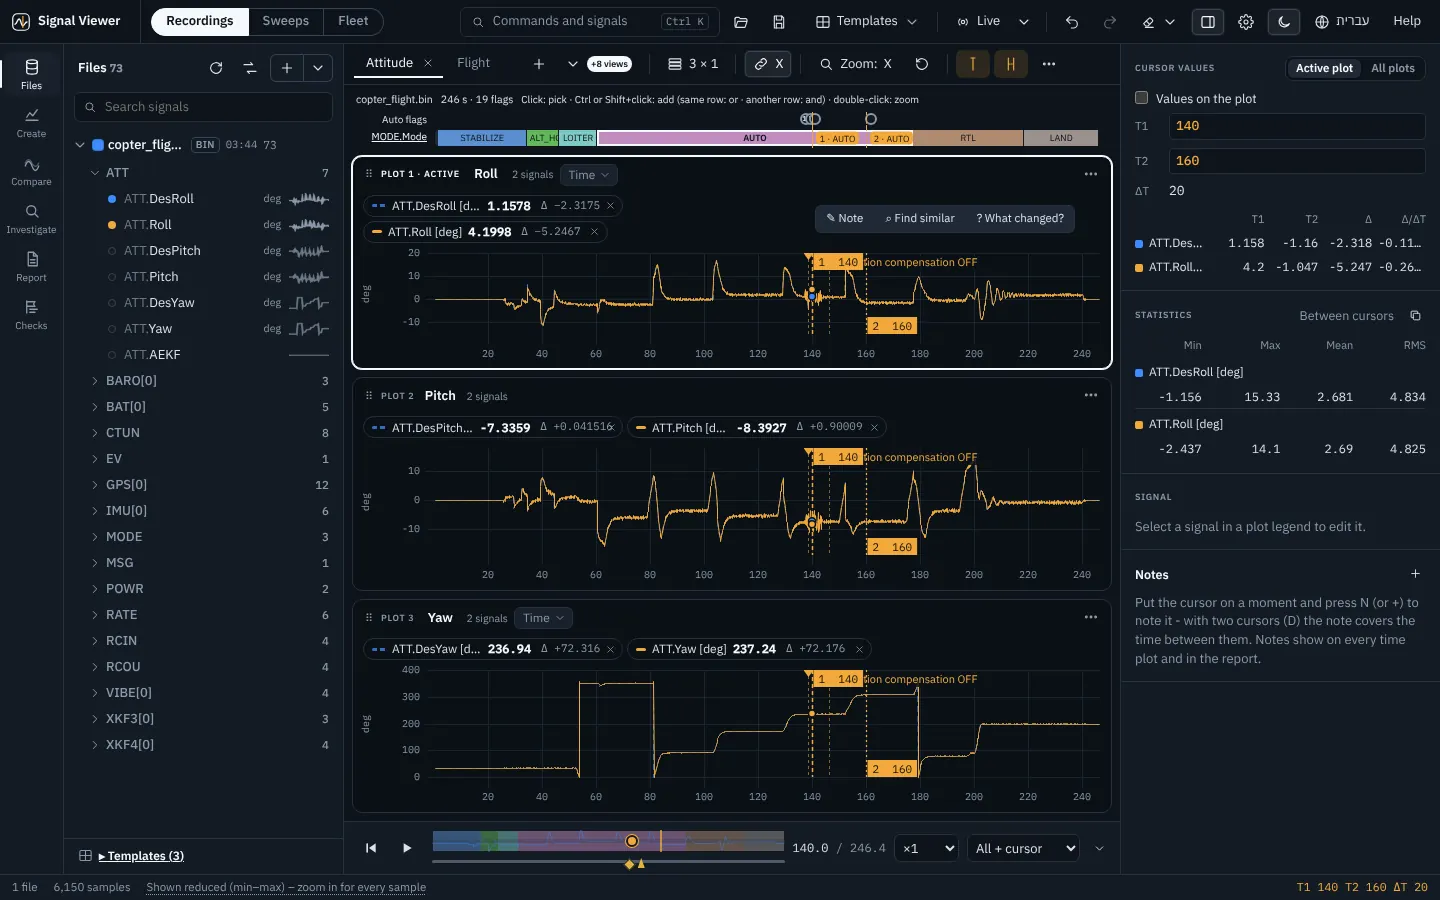 Signal Viewer Recordings Sweeps Fleet Commands and signals Ctrl K Templates Live עברית Help
Files
Create
Compare
Investigate
Report
Checks
Files 73
Search signals
copter_flig... BIN 03:44 73
ATT 7
ATT.DesRoll deg
ATT.Roll deg
ATT.DesPitch deg
ATT.Pitch deg
ATT.DesYaw deg
ATT.Yaw deg
ATT.AEKF
BARO[0] 3
BAT[0] 5
CTUN 8
EV 1
GPS[0] 12
IMU[0] 6
MODE 3
MSG 1
POWR 2
RATE 6
RCIN 4
RCOU 4
VIBE[0] 4
XKF3[0] 3
XKF4[0] 4
▸ Templates (3)
Attitude × Flight + +8 views 3 × 1 X Zoom: X
copter_flight.bin 246 s · 19 flags Click: pick · Ctrl or Shift+click: add (same row: or · another row: and) · double-click: zoom
Auto flags
MODE.Mode STABILIZE ALT_HO LOITER AUTO 1 · AUTO 2 · AUTO RTL LAND
PLOT 1 · ACTIVE Roll 2 signals Time
ATT.DesRoll [d... 1.1578 Δ −2.3175 ×
ATT.Roll [deg] 4.1998 Δ −5.2467 ×
✎ Note ⌕ Find similar ? What changed?
1 140 ion compensation OFF
2 160
deg
20
10
0
-10
20 40 60 80 100 120 140 160 180 200 220 240
PLOT 2 Pitch 2 signals
ATT.DesPitch... -7.3359 Δ +0.041516 × ATT.Pitch [d... -8.3927 Δ +0.90009 ×
1 140 ion compensation OFF
2 160
deg
10
0
-10
20 40 60 80 100 120 140 160 180 200 220 240
PLOT 3 Yaw 2 signals Time
ATT.DesYaw [d... 236.94 Δ +72.316 × ATT.Yaw [deg] 237.24 Δ +72.176 ×
1 140 ion compensation OFF
2 160
deg
400
300
200
100
0
20 40 60 80 100 120 140 160 180 200 220 240
140.0 / 246.4 ×1 All + cursor
CURSOR VALUES Active plot All plots
Values on the plot
T1 140
T2 160
ΔT 20
T1 T2 Δ Δ/ΔT
ATT.Des... 1.158 -1.16 -2.318 -0.11...
ATT.Roll... 4.2 -1.047 -5.247 -0.26...
STATISTICS Between cursors
Min Max Mean RMS
ATT.DesRoll [deg]
-1.156 15.33 2.681 4.834
ATT.Roll [deg]
-2.437 14.1 2.69 4.825
SIGNAL
Select a signal in a plot legend to edit it.
Notes +
Put the cursor on a moment and press N (or +) to
note it - with two cursors (D) the note covers the
time between them. Notes show on every time
plot and in the report.
1 file 6,150 samples Shown reduced (min–max) – zoom in for every sample T1 140 T2 160 ΔT 20